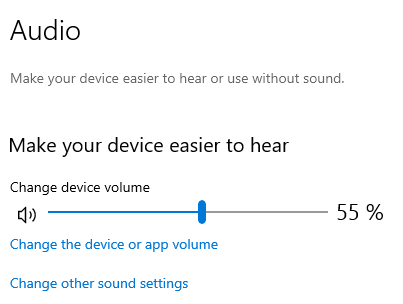 Audio
Make your device easier to hear or use without sound.
Make your device easier to hear
Change device volume
55 %
Change the device or app volume
Change other sound settings